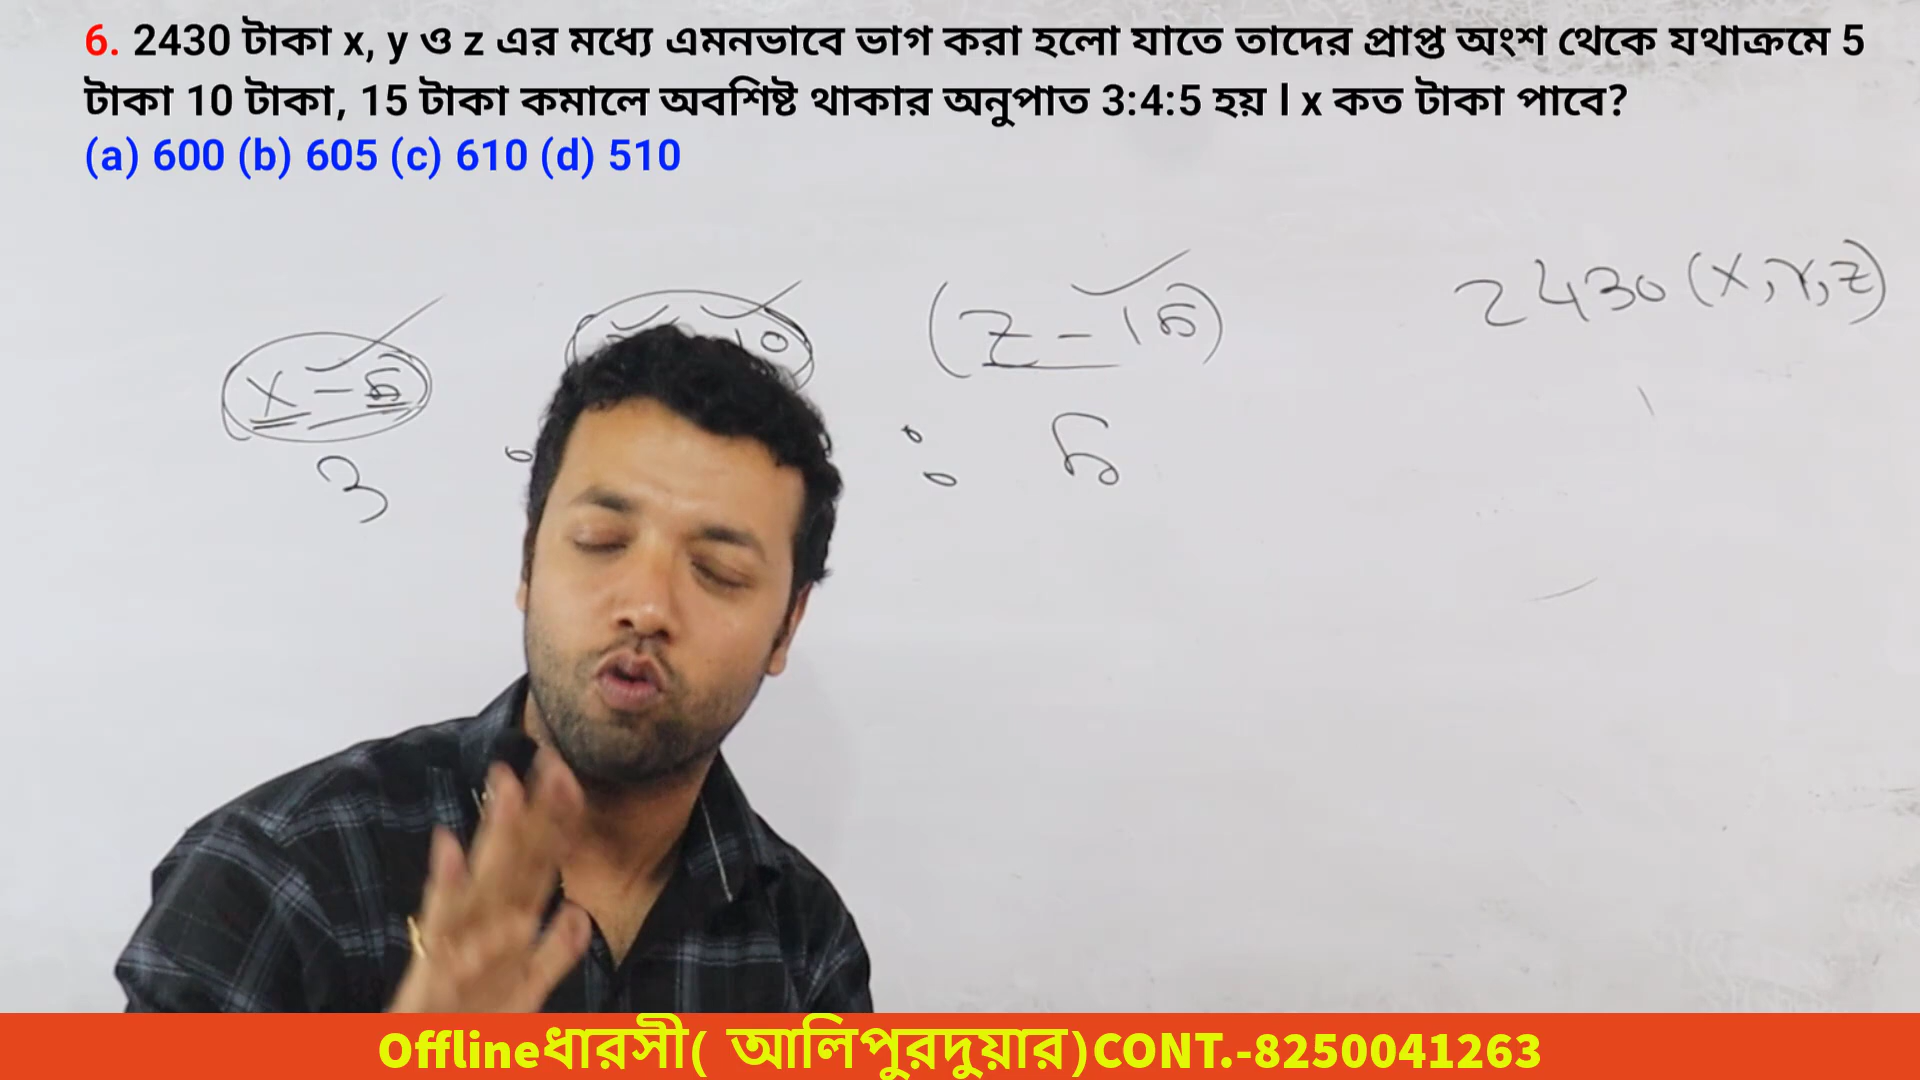 6. 2430 টাকা x, y ও z এর মধ্যে এমনভাবে ভাগ করা হলো যাতে তাদের প্রাপ্ত অংশ থেকে যথাক্রমে 5
টাকা 10 টাকা, 15 টাকা কমালে অবশিষ্ট থাকার অনুপাত 3:4:5 হয় l x কত টাকা পাবে?
(a) 600 (b) 605 (c) 610 (d) 510
2430 (x, y, z)
x - 5 10 (z - 15)
3 : : 5
Offlineধারসী( আলিপুরদুয়ার)CONT.-8250041263